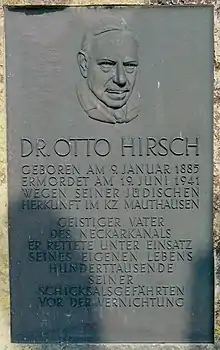 DR. OTTO HIRSCH
GEBOREN AM 9. JANUAR 1885
ERMORDET AM 19. JUNI 1941
WEGEN SEINER JÜDISCHEN
HERKUNFT IM KZ MAUTHAUSEN
GEISTIGER VATER
DES NECKARKANALS
ER RETTETE UNTER EINSATZ
SEINES EIGENEN LEBENS
HUNDERTTAUSENDE
SEINER
SCHICKSALSGEFÄHRTEN
VOR DER VERNICHTUNG